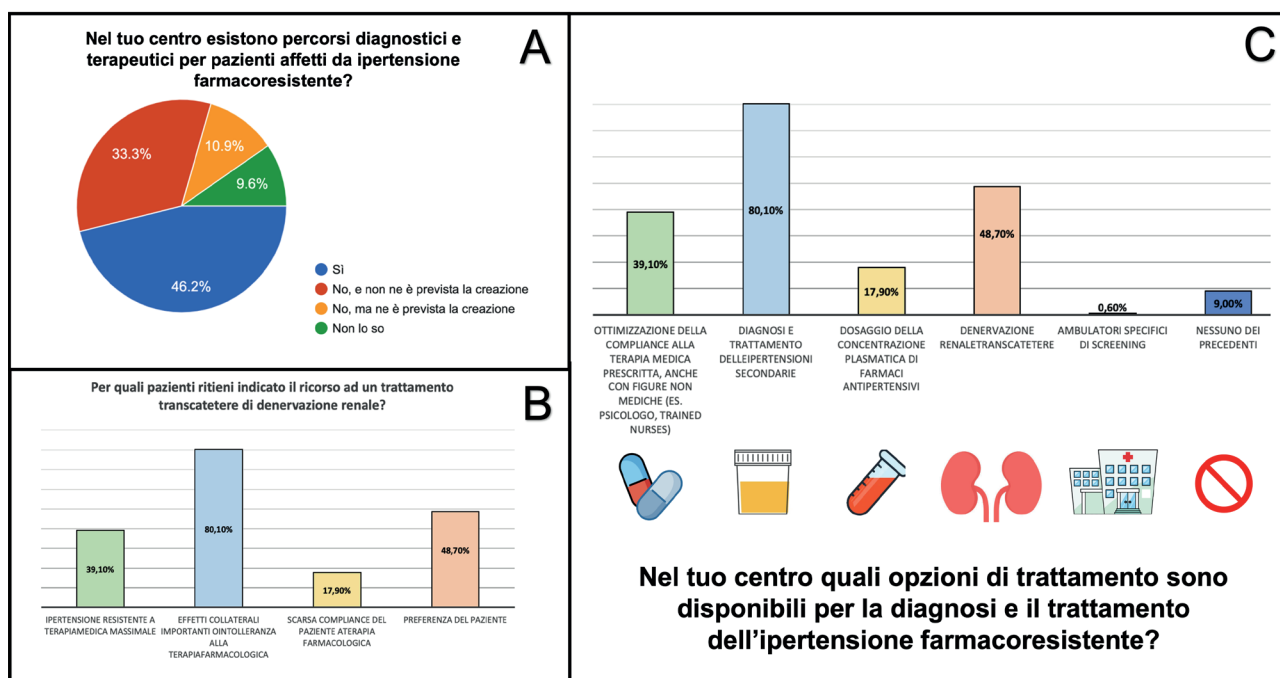 Nel tuo centro esistono percorsi diagnostici e
terapeutici per pazienti affetti da ipertensione
farmacoresistente?
A
33.3%
10.9%
9.6%
46.2%
Sì
No, e non ne è prevista la creazione
No, ma ne è prevista la creazione
Non lo so
Per quali pazienti ritieni indicato il ricorso ad un trattamento
transcatetere di denervazione renale?
B
39,10%
80,10%
17,90%
48,70%
IPERTENSIONE RESISTENTE A
TERAPIAMEDICA MASSIMALE
EFFETTI COLLATERALI
IMPORTANTI OINTOLLERANZA
ALLA
TERAPIAFARMACOLOGICA
SCARSA COMPLIANCE DEL
PAZIENTE ATERAPIA
FARMACOLOGICA
PREFERENZA DEL PAZIENTE
C
39,10%
80,10%
17,90%
48,70%
0,60%
9,00%
OTTIMIZZAZIONE DELLA
COMPLIANCE ALLA
TERAPIA MEDICA
PRESCRITTA, ANCHE
CON FIGURE NON
MEDICHE (ES.
PSICOLOGO, TRAINED
NURSES)
DIAGNOSI E
TRATTAMENTO
DELLEIPERTENSIONI
SECONDARIE
DOSAGGIO DELLA
CONCENTRAZIONE
PLASMATICA DI
FARMACI
ANTIPERTENSIVI
DENERVAZIONE
RENALETRANSCATETERE
AMBULATORI SPECIFICI
DI SCREENING
NESSUNO DEI
PRECEDENTI
Nel tuo centro quali opzioni di trattamento sono
disponibili per la diagnosi e il trattamento
dell’ipertensione farmacoresistente?